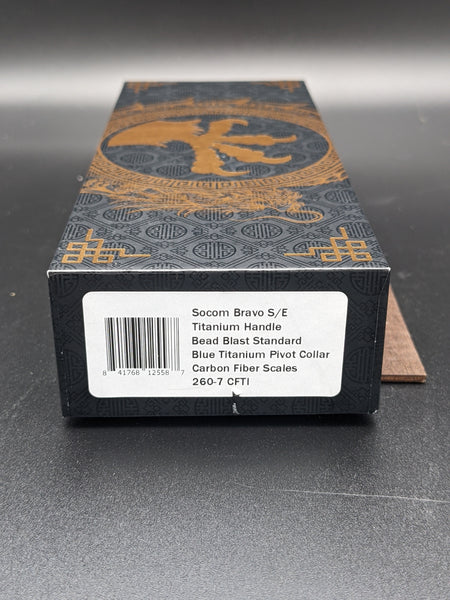 Socom Bravo S/E
Titanium Handle
Bead Blast Standard
Blue Titanium Pivot Collar
Carbon Fiber Scales
260-7 CFTI
8 41768 12558 7